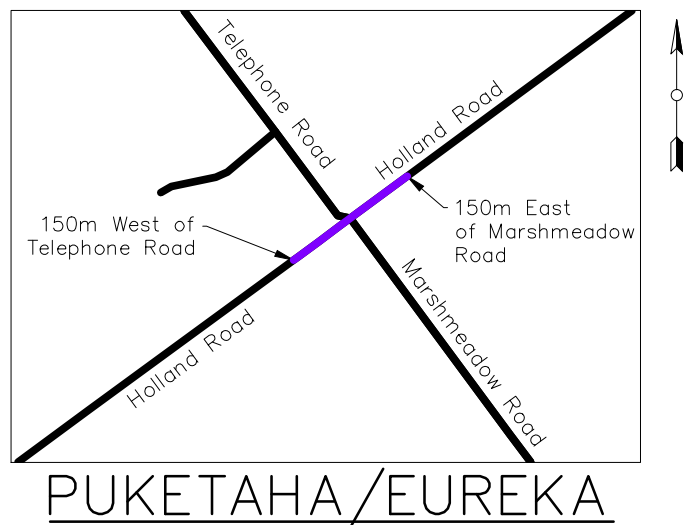 Telephone Road
Holland Road
150m West of
Telephone Road
150m East
of Marshmeadow
Road
Holland Road
Marshmeadow Road
PUKETAHA/EUREKA